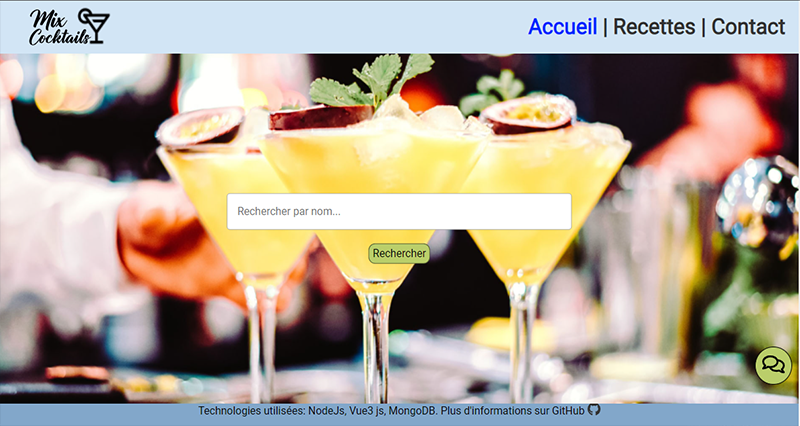 Mix
Cocktails
Accueil | Recettes | Contact
Rechercher par nom...
Rechercher
Technologies utilisées: NodeJs, Vue3 js, MongoDB. Plus d'informations sur GitHub